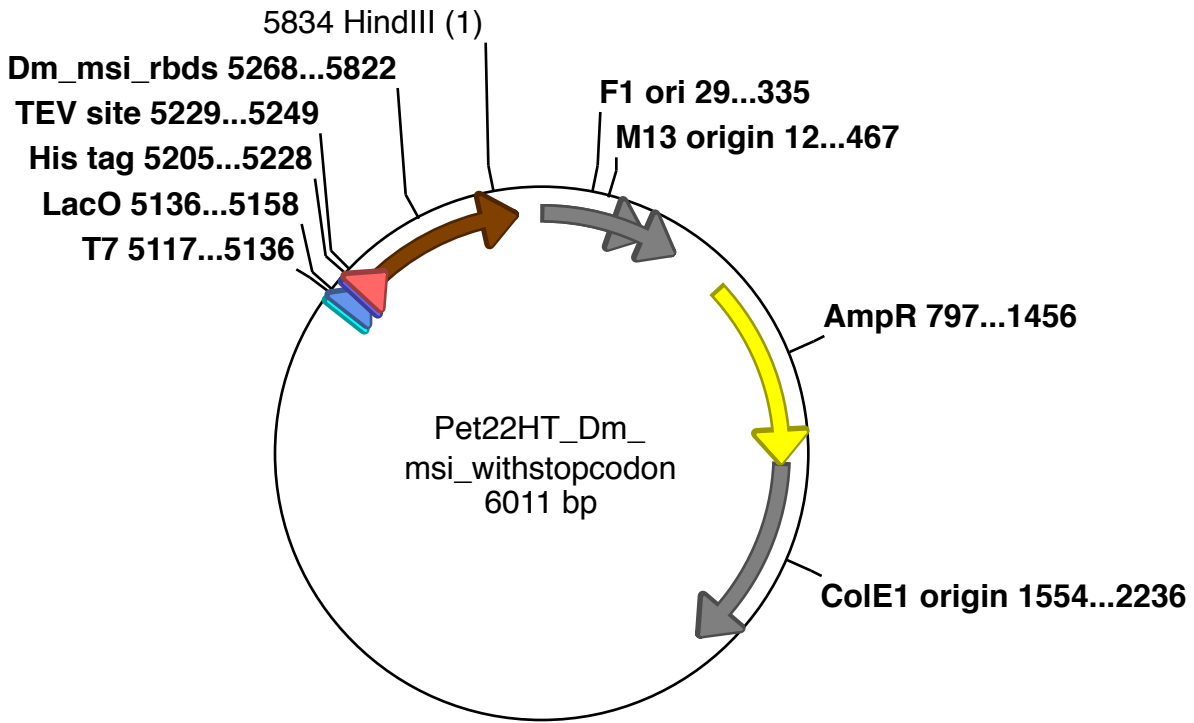 5834 HindIII (1)
Dm_msi_rbds 5268...5822
TEV site 5229...5249
His tag 5205...5228
LacO 5136...5158
T7 5117...5136
F1 ori 29...335
M13 origin 12...467
AmpR 797...1456
Pet22HT_Dm_
msi_withstopcodon
6011 bp
ColE1 origin 1554...2236